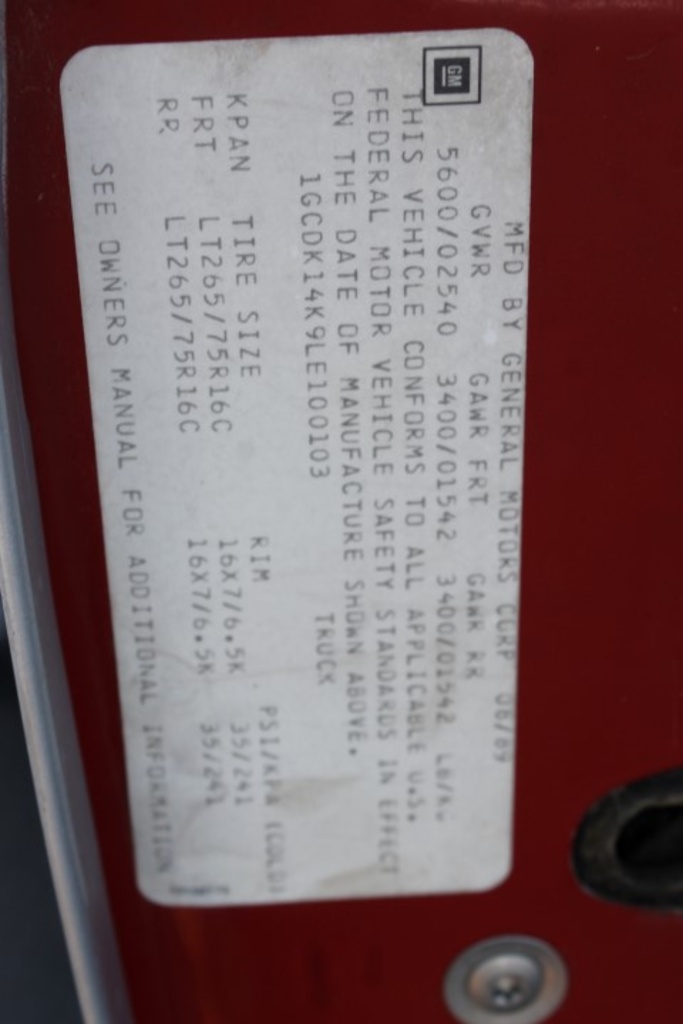 GM
MFD BY GENERAL MOTORS CORP 08/89
GVWR GAWR FRT GAWR RR
5600/02540 3400/01542 3400/01542 LB/KG
THIS VEHICLE CONFORMS TO ALL APPLICABLE U.S.
FEDERAL MOTOR VEHICLE SAFETY STANDARDS IN EFFECT
ON THE DATE OF MANUFACTURE SHOWN ABOVE.
1GCDK14K9LE100103 TRUCK
KPAN TIRE SIZE RIM PSI/KPA (COLD)
FRT LT265/75R16C 16X7/6.5K 35/241
RR LT265/75R16C 16X7/6.5K 35/241
SEE OWNERS MANUAL FOR ADDITIONAL INFORMATION